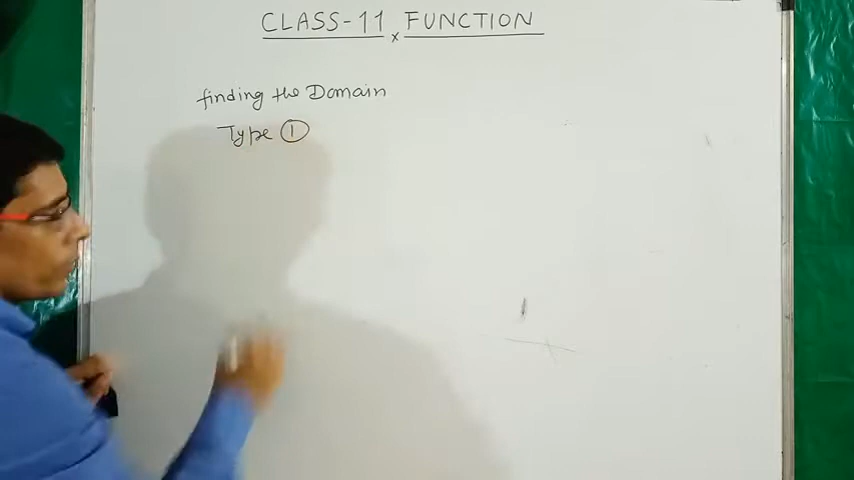 CLASS-11 x FUNCTION
finding the Domain
Type ①